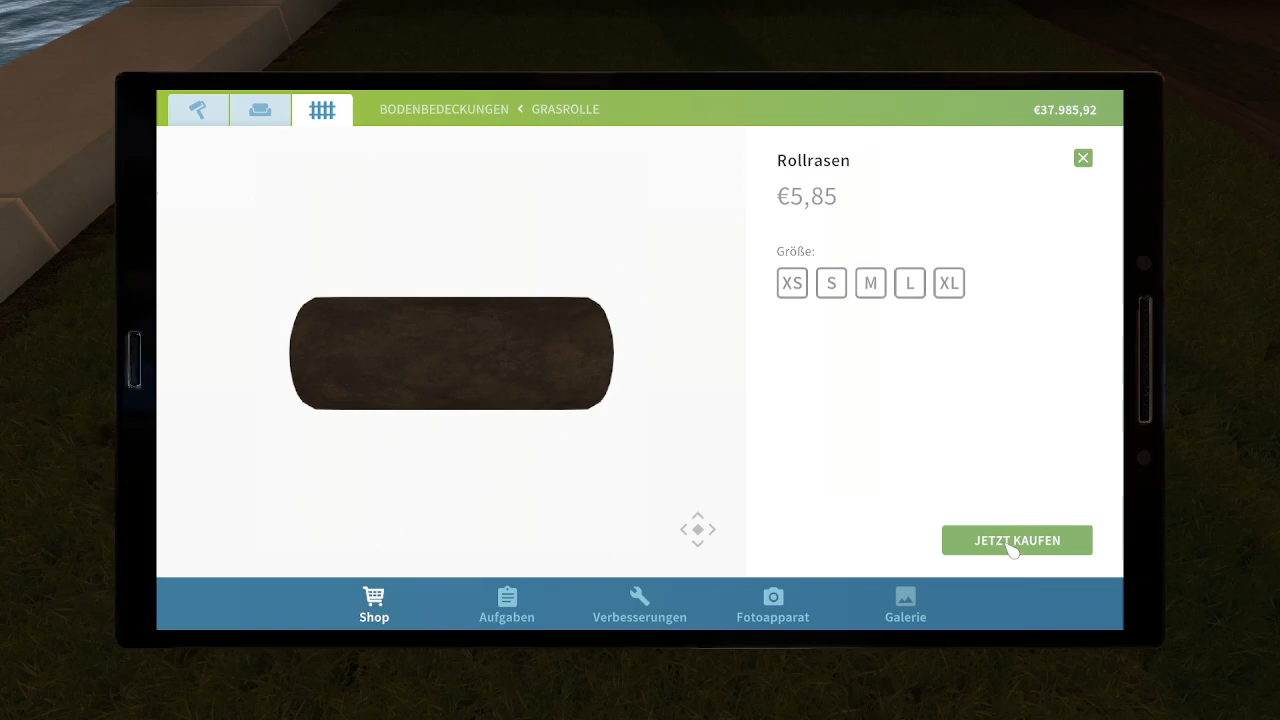 BODENBEDECKUNGEN < GRASROLLE
€37.985,92
Rollrasen
€5,85
Größe:
XS S M L XL
JETZT KAUFEN
Shop Aufgaben Verbesserungen Fotoapparat Galerie